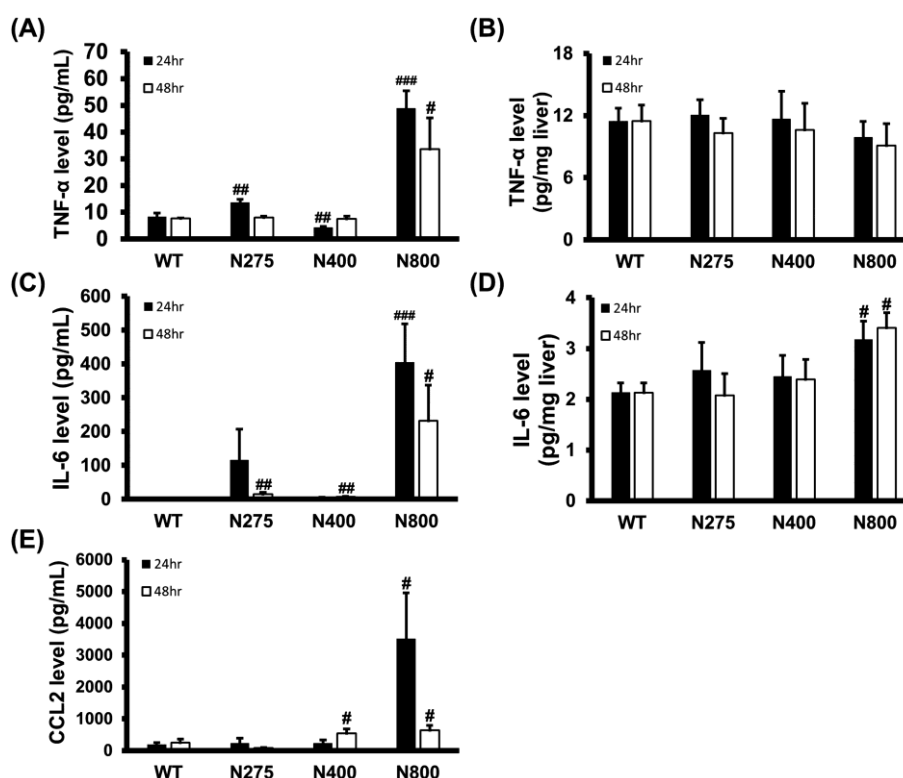 (A)
TNF-α level (pg/mL)
70
60
50
40
30
20
10
0
24hr
48hr
##
##
###
#
WT N275 N400 N800
(B)
TNF-α level
(pg/mg liver)
18
12
6
0
24hr
48hr
WT N275 N400 N800
(C)
IL-6 level (pg/mL)
600
500
400
300
200
100
0
24hr
48hr
##
##
###
#
WT N275 N400 N800
(D)
IL-6 level
(pg/mg liver)
4
3
2
1
0
24hr
48hr
# #
WT N275 N400 N800
(E)
CCL2 level (pg/mL)
6000
5000
4000
3000
2000
1000
0
24hr
48hr
#
#
#
WT N275 N400 N800